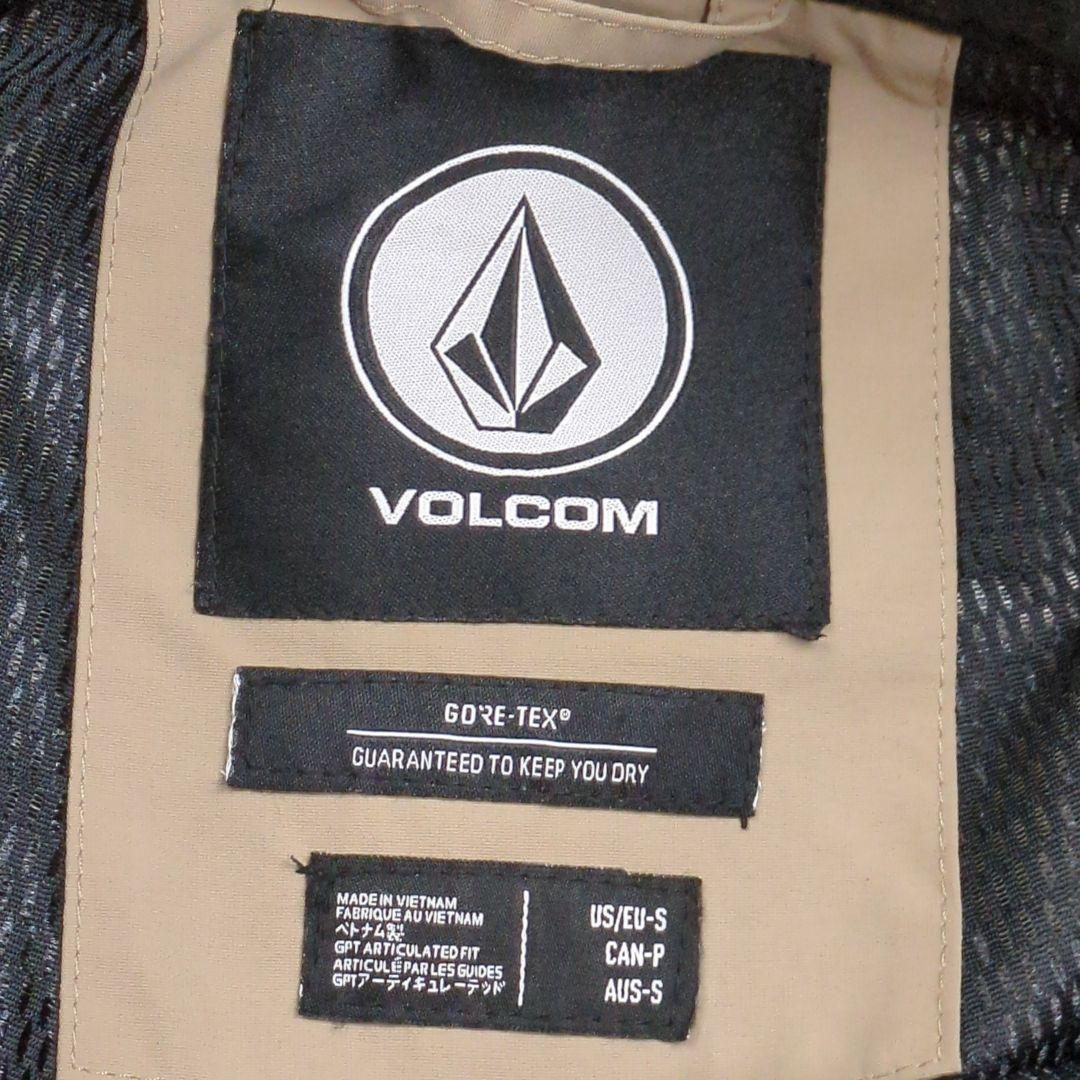 VOLCOM
GORE-TEX®
GUARANTEED TO KEEP YOU DRY
MADE IN VIETNAM
FABRIQUE AU VIETNAM
ベトナム製
GPT ARTICULATED FIT
ARTICULÉ PAR LES GUIDES
GPTアーティキュレーテッド
US/EU-S
CAN-P
AUS-S